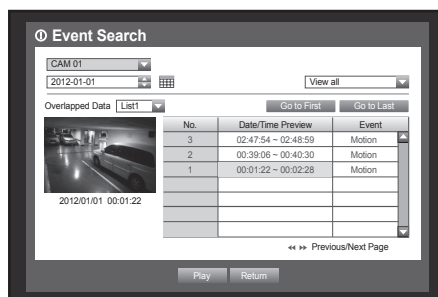 Event Search
CAM 01
2012-01-01
View all
Overlapped Data List1 Go to First Go to Last
No. Date/Time Preview Event
3 02:47:54 ~ 02:48:59 Motion
2 00:39:06 ~ 00:40:30 Motion
1 00:01:22 ~ 00:02:28 Motion
2012/01/01 00:01:22
Previous/Next Page
Play Return